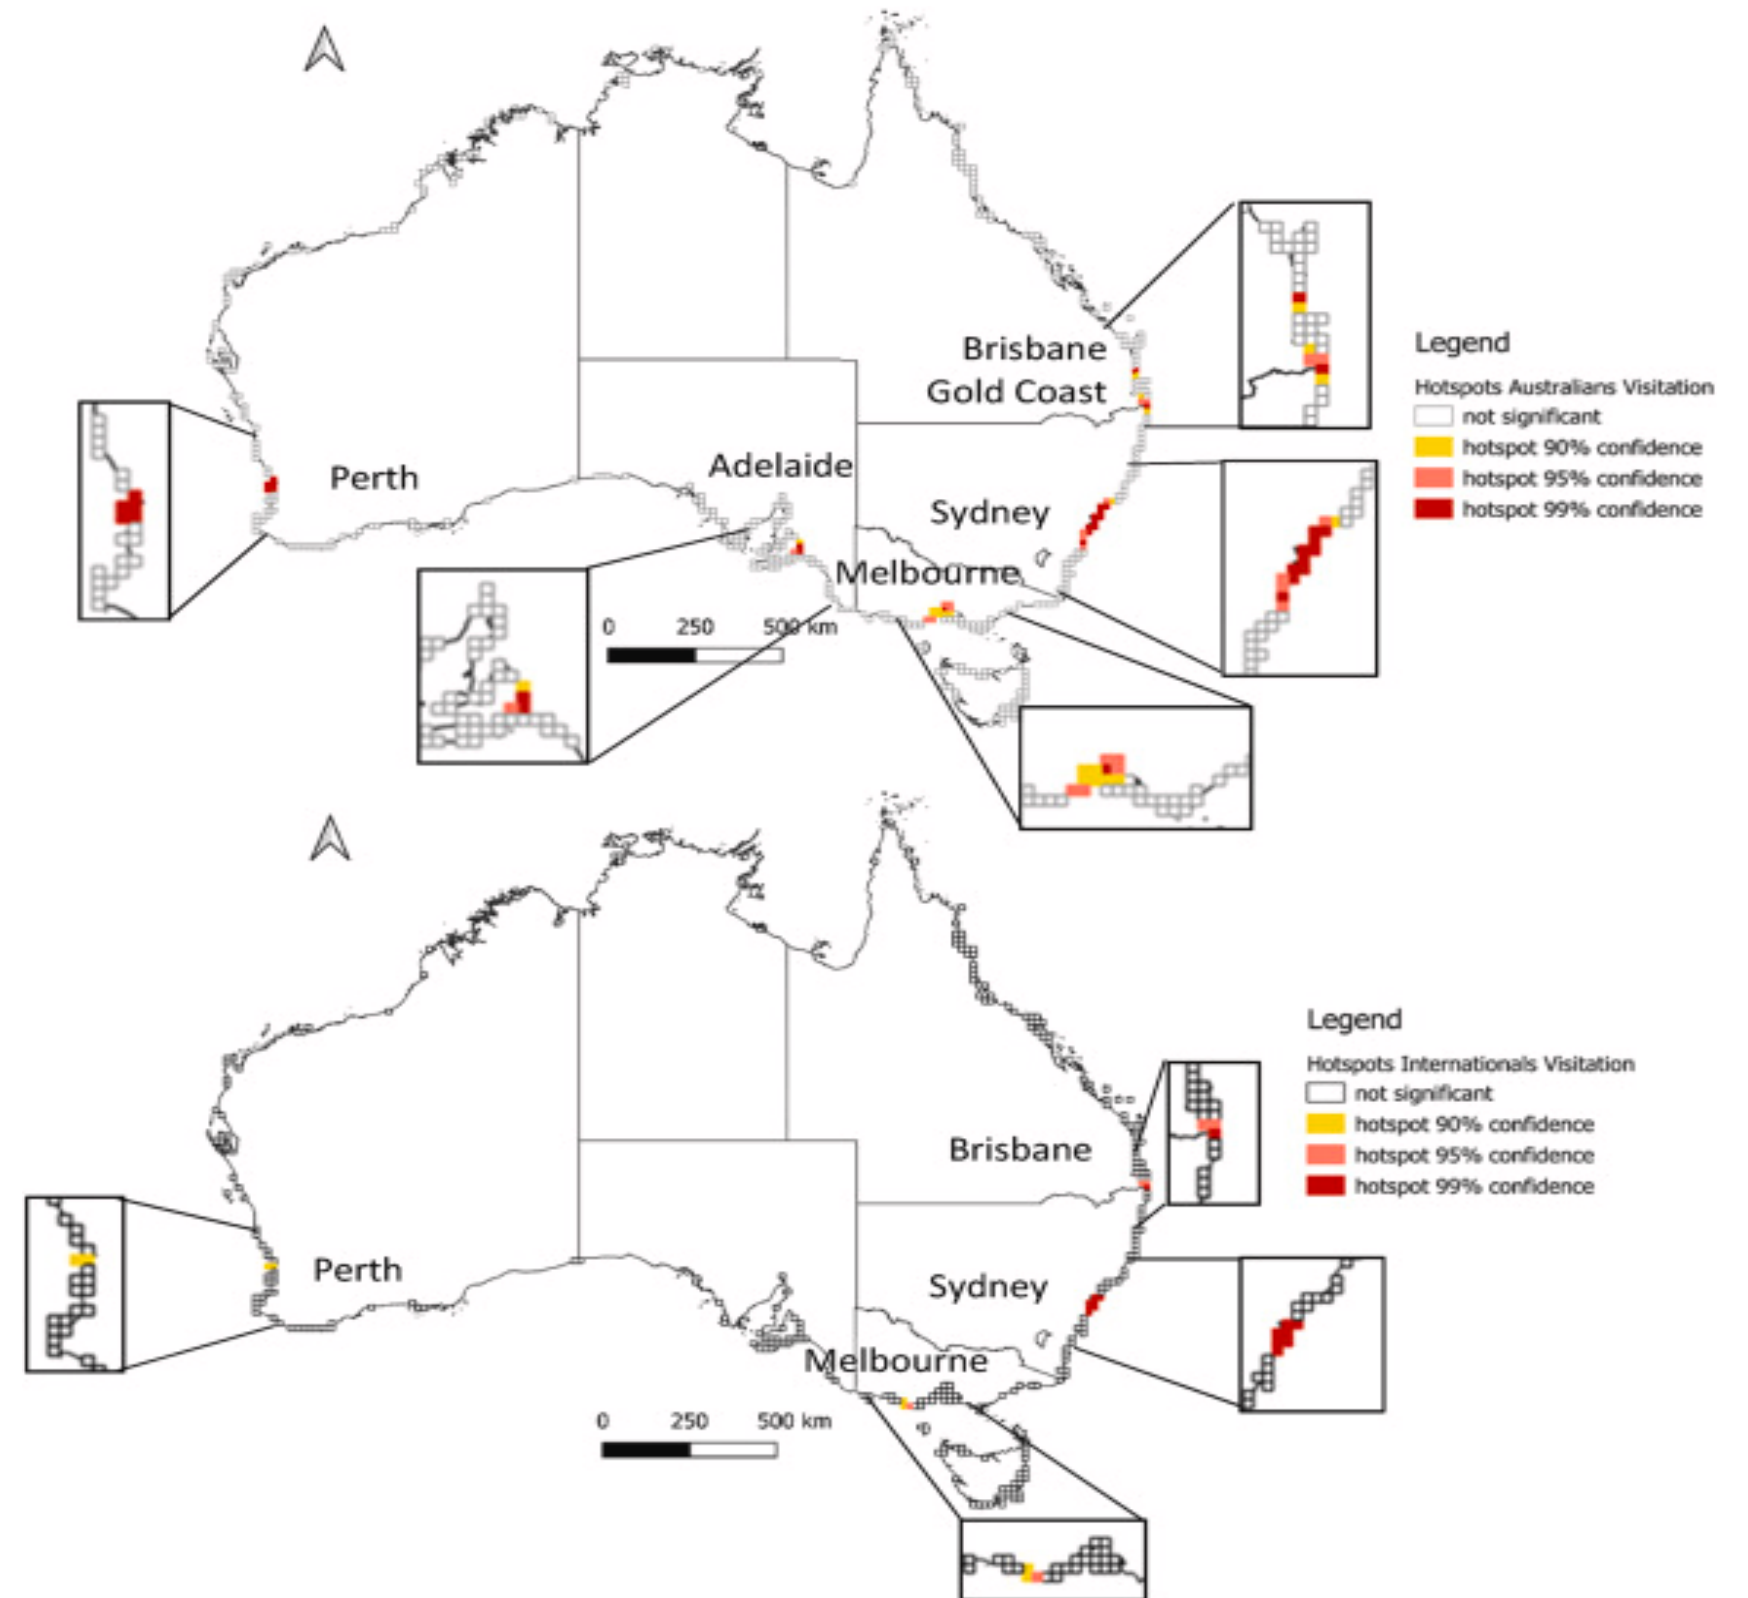 Brisbane
Gold Coast
Perth
Adelaide
Sydney
Melbourne
0 250 500 km
Legend
Hotspots Australians Visitation
not significant
hotspot 90% confidence
hotspot 95% confidence
hotspot 99% confidence
Brisbane
Perth
Sydney
Melbourne
0 250 500 km
Legend
Hotspots Internationals Visitation
not significant
hotspot 90% confidence
hotspot 95% confidence
hotspot 99% confidence